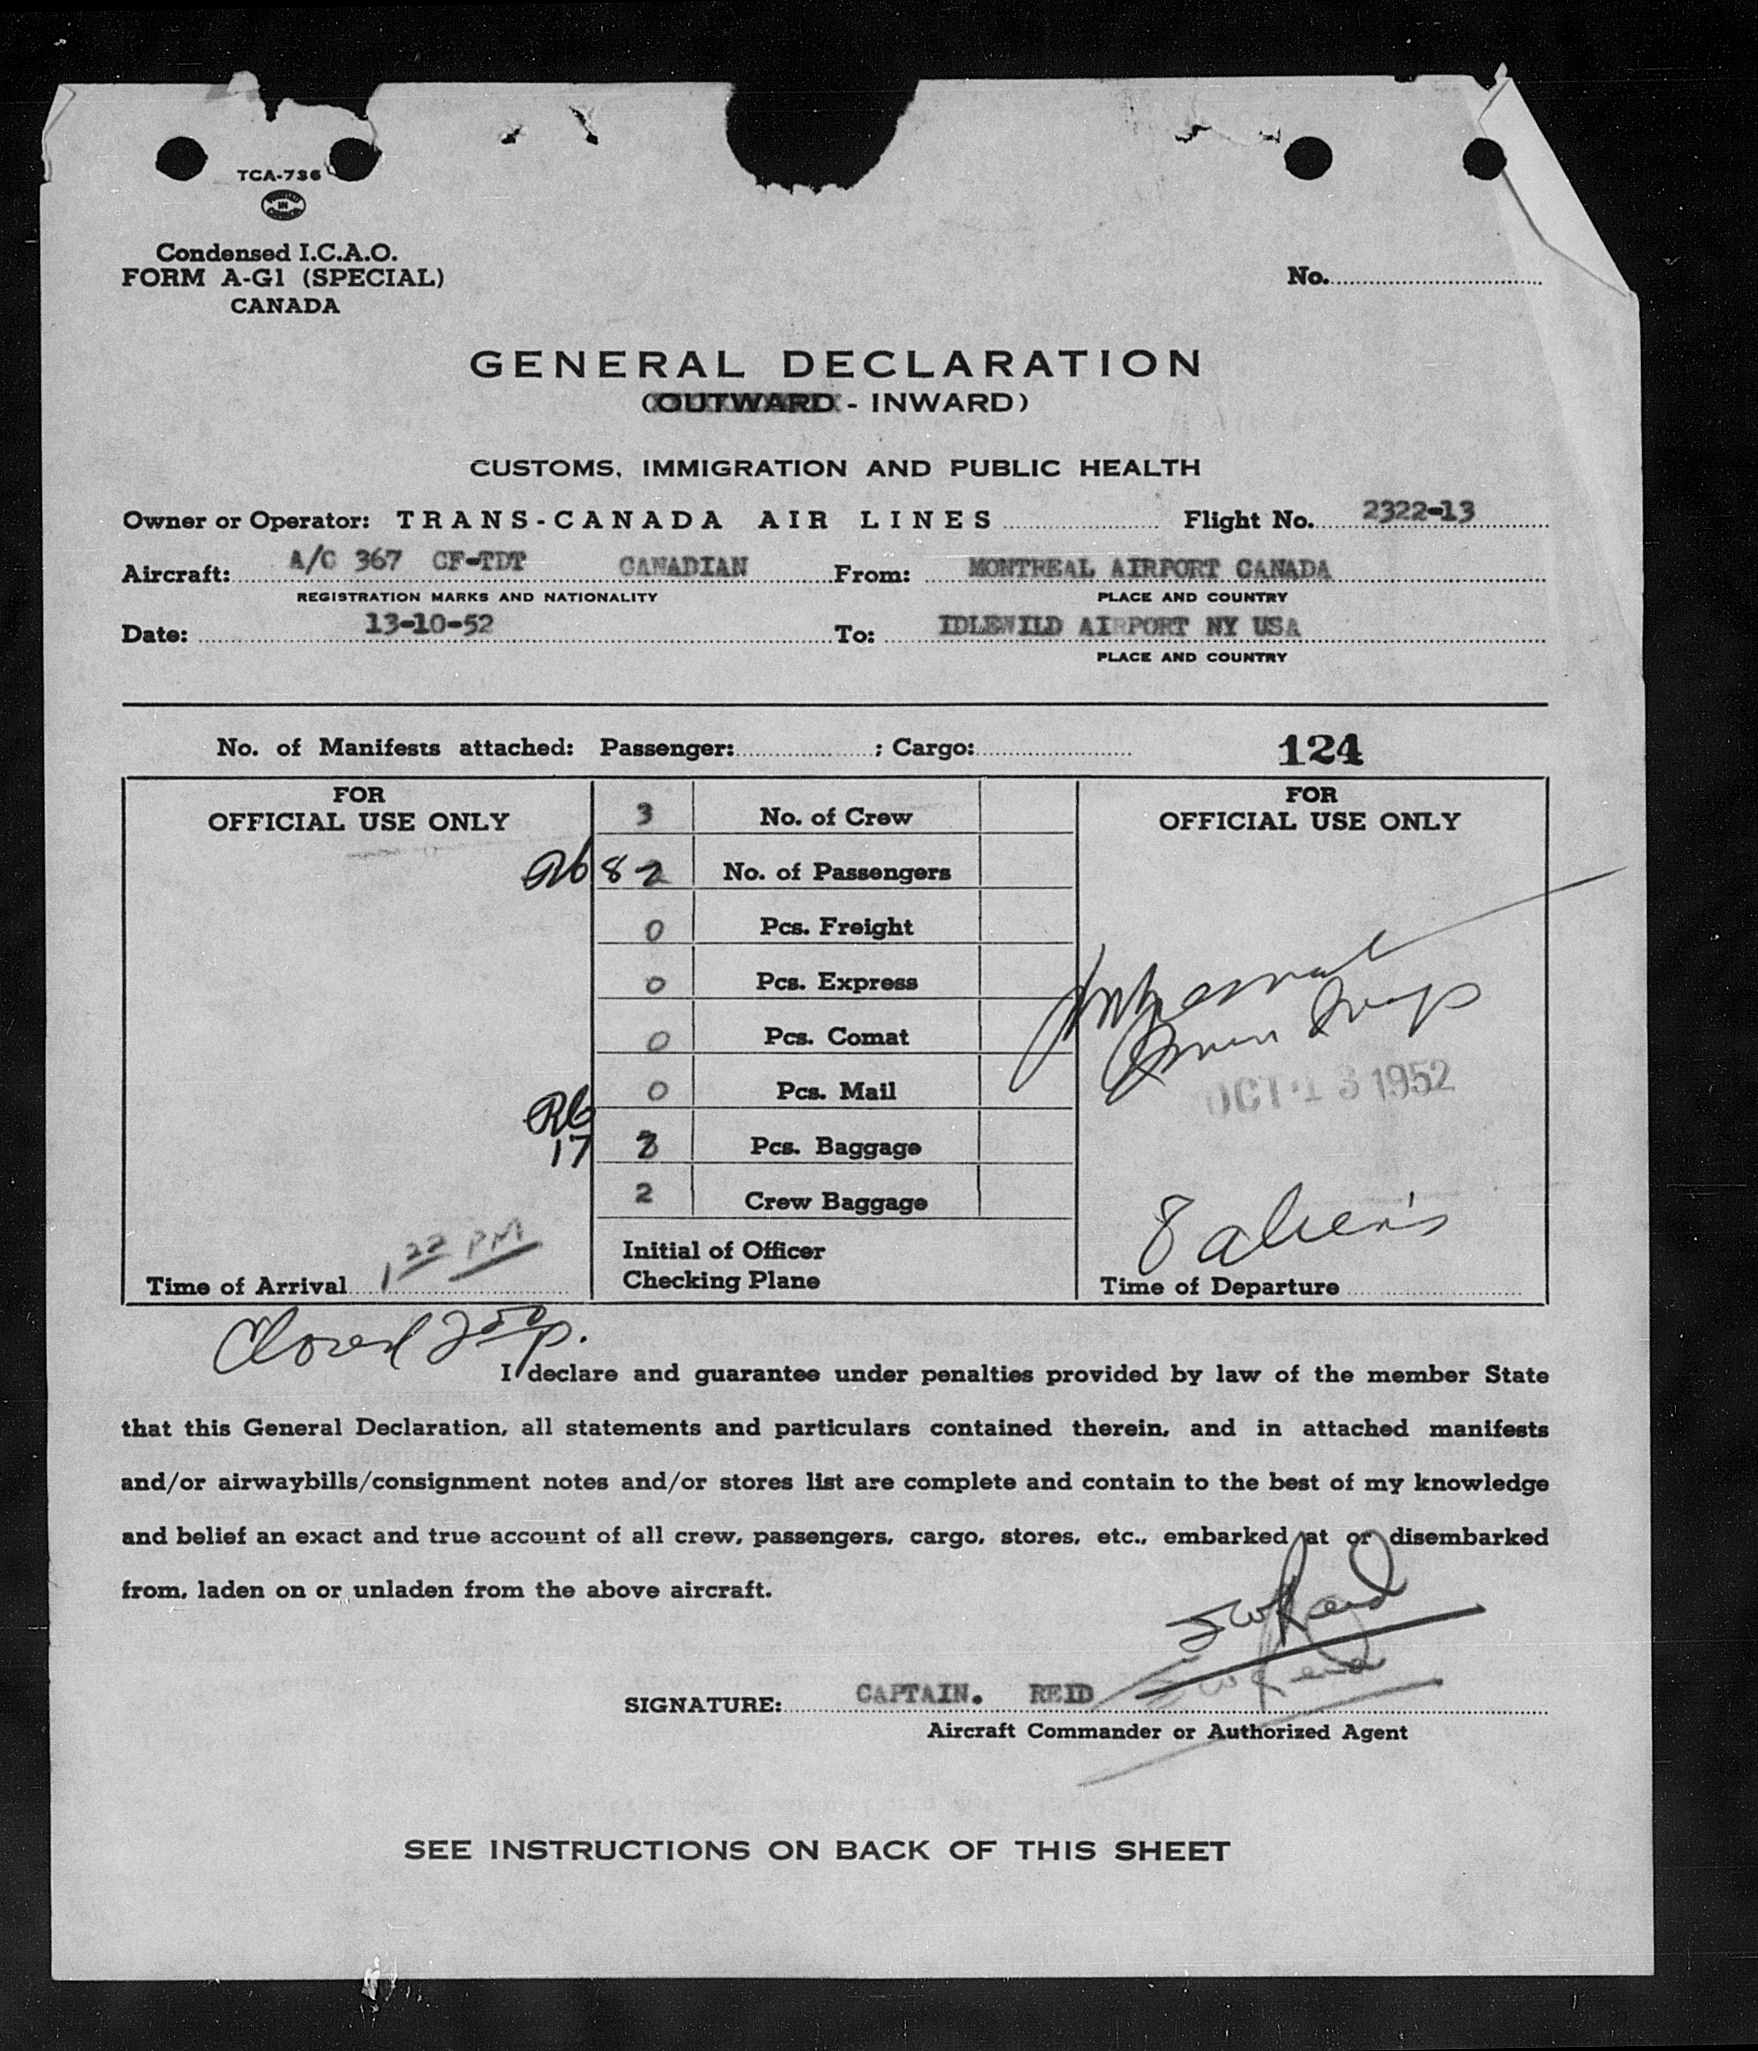 TCA-736
PRINTED
IN
CANADA
Condensed I.C.A.O.
FORM A-G1 (SPECIAL)
CANADA
No.
GENERAL DECLARATION
(OUTWARD - INWARD)
CUSTOMS, IMMIGRATION AND PUBLIC HEALTH
Owner or Operator: TRANS-CANADA AIR LINES Flight No. 2322-13
Aircraft: A/C 367 CF-TDT CANADIAN From: MONTREAL AIRPORT CANADA
REGISTRATION MARKS AND NATIONALITY PLACE AND COUNTRY
Date: 13-10-52 To: IDLEWILD AIRPORT NY USA
PLACE AND COUNTRY
No. of Manifests attached: Passenger: ; Cargo: 124
FOR
OFFICIAL USE ONLY
3 No. of Crew
8 2 No. of Passengers
0 Pcs. Freight
0 Pcs. Express
0 Pcs. Comat
0 Pcs. Mail
17 Pcs. Baggage
2 Crew Baggage
Initial of Officer
Checking Plane
1 22 PM
Time of Arrival
FOR
OFFICIAL USE ONLY
OCT 13 1952
8 aliens
Time of Departure
Closed 2 50 p.
I declare and guarantee under penalties provided by law of the member State
that this General Declaration, all statements and particulars contained therein, and in attached manifests
and/or airwaybills/consignment notes and/or stores list are complete and contain to the best of my knowledge
and belief an exact and true account of all crew, passengers, cargo, stores, etc., embarked at or disembarked
from, laden on or unladen from the above aircraft.
SIGNATURE: CAPTAIN. REID
Aircraft Commander or Authorized Agent
SEE INSTRUCTIONS ON BACK OF THIS SHEET